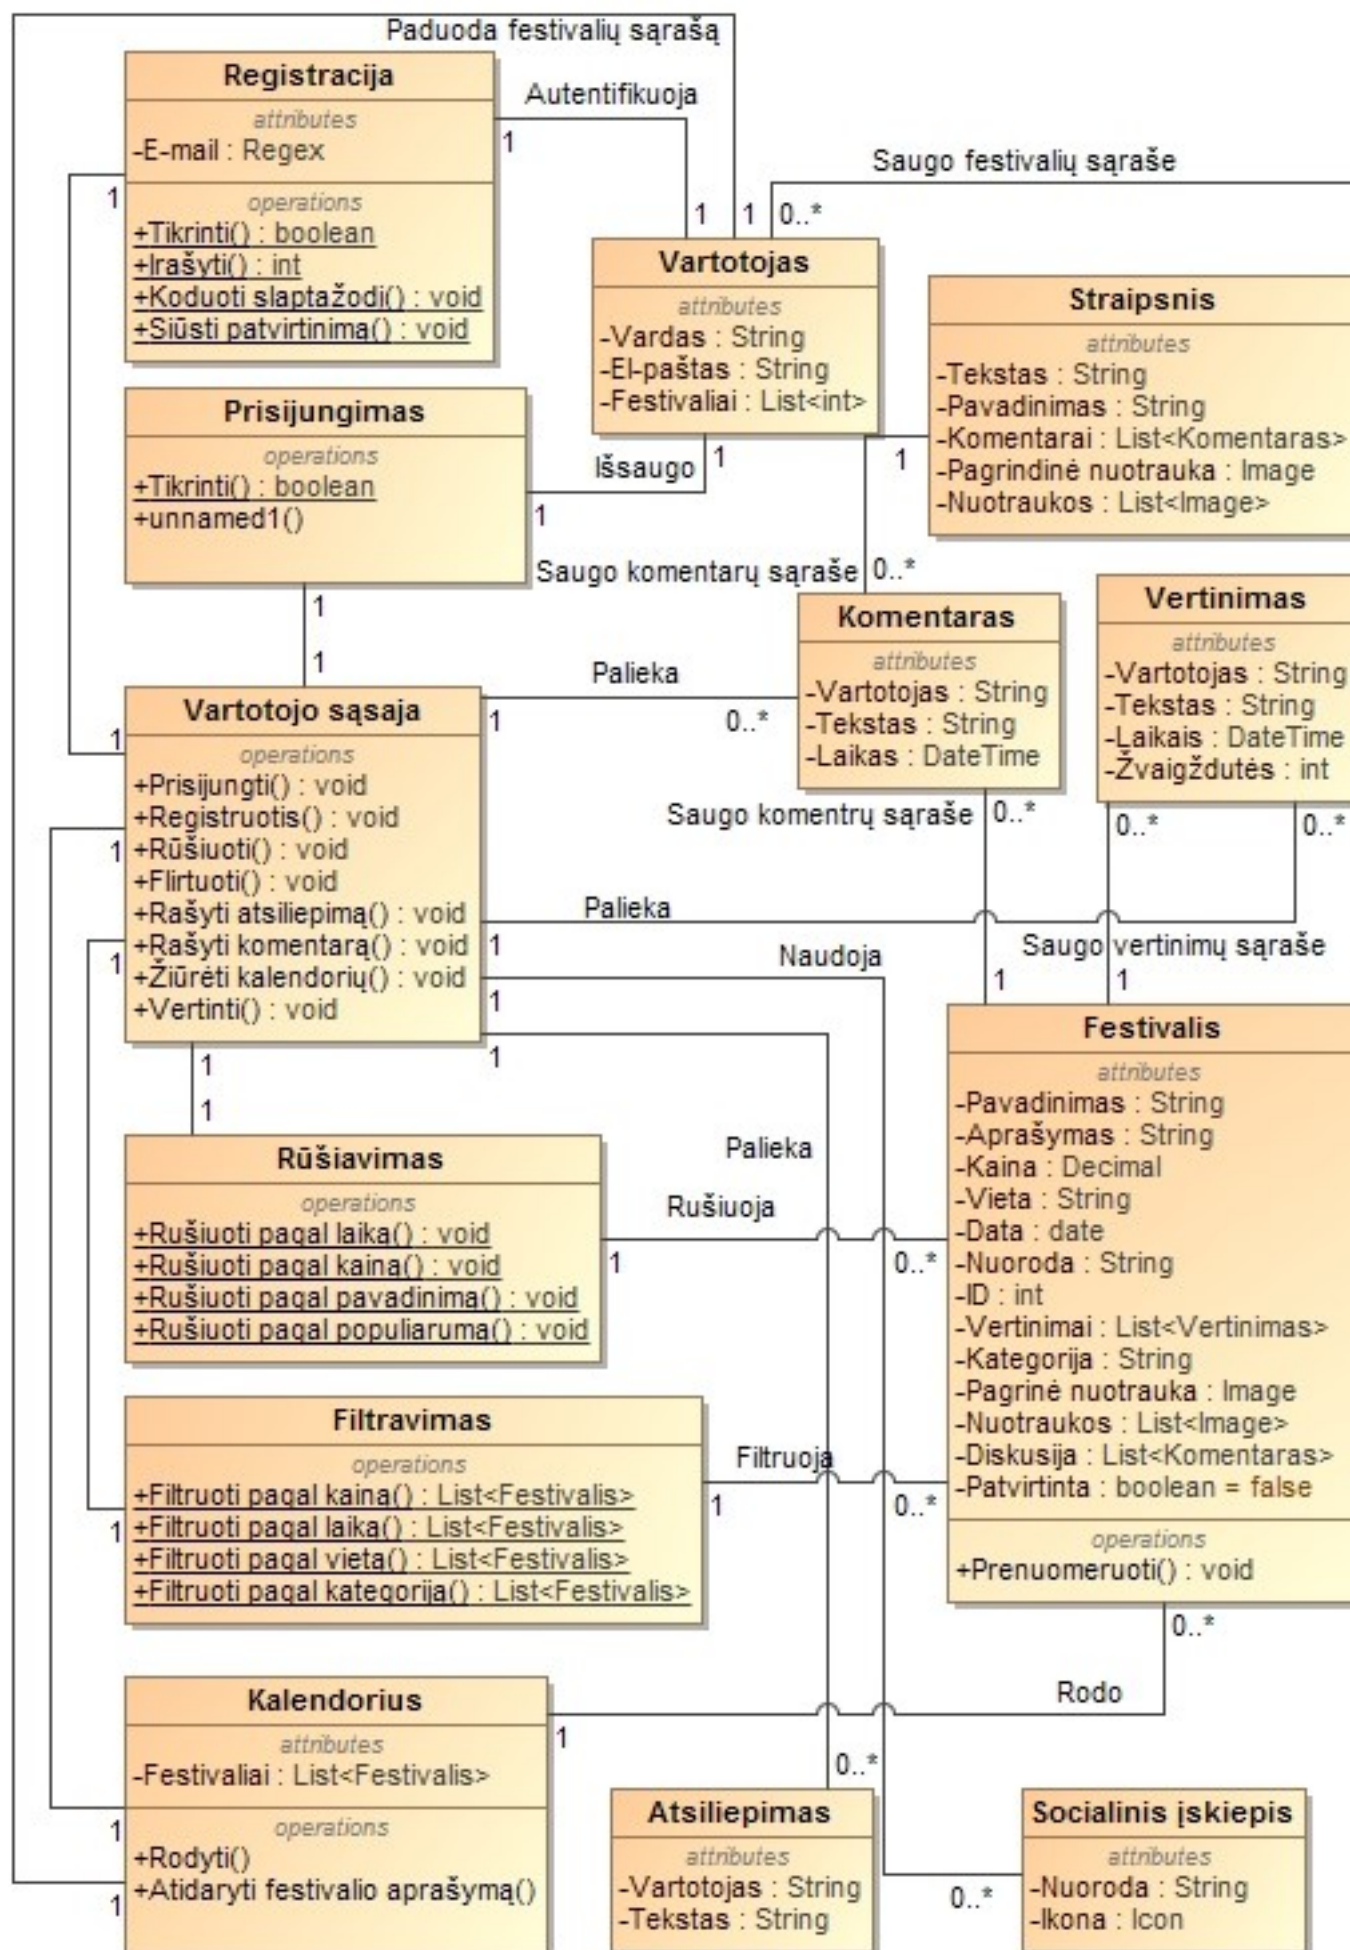 Paduoda festivalių sąrašą
Registracija
attributes
-E-mail : Regex
operations
+Tikrinti() : boolean
+Įrašyti() : int
+Koduoti slaptažodį() : void
+Siūsti patvirtinimą() : void
1
Autentifikuoja
1
1
1
0..*
Saugo festivalių sąraše
Vartotojas
attributes
-Vardas : String
-El-paštas : String
-Festivaliai : List<int>
Straipsnis
attributes
-Tekstas : String
-Pavadinimas : String
-Komentarai : List<Komentaras>
-Pagrindinė nuotrauka : Image
-Nuotraukos : List<Image>
1
Prisijungimas
operations
+Tikrinti() : boolean
+unnamed1()
Išsaugo
1
1
1
Saugo komentarų sąraše
0..*
1
1
Komentaras
attributes
-Vartotojas : String
-Tekstas : String
-Laikas : DateTime
Vertinimas
attributes
-Vartotojas : String
-Tekstas : String
-Laikais : DateTime
-Žvaigždutės : int
Palieka
1
0..*
1
Vartotojo sąsaja
operations
+Prisijungti() : void
+Registruotis() : void
+Rūšiuoti() : void
+Flirtuoti() : void
+Rašyti atsiliepimą() : void
+Rašyti komentarą() : void
+Žiūrėti kalendorių() : void
+Vertinti() : void
Saugo komentrų sąraše
0..*
0..*
0..*
1
Palieka
1
1
Naudoja
1
Saugo vertinimų sąraše
1
1
1
1
1
Festivalis
attributes
-Pavadinimas : String
-Aprašymas : String
-Kaina : Decimal
-Vieta : String
-Data : date
-Nuoroda : String
-ID : int
-Vertinimai : List<Vertinimas>
-Kategorija : String
-Pagrinė nuotrauka : Image
-Nuotraukos : List<Image>
-Diskusija : List<Komentaras>
-Patvirtinta : boolean = false
operations
+Prenuomeruoti() : void
Palieka
Rūšiavimas
operations
+Rušiuoti pagal laiką() : void
+Rušiuoti pagal kainą() : void
+Rušiuoti pagal pavadinimą() : void
+Rušiuoti pagal populiarumą() : void
Rušiuoja
1
0..*
Filtravimas
operations
+Filtruoti pagal kainą() : List<Festivalis>
+Filtruoti pagal laiką() : List<Festivalis>
+Filtruoti pagal vietą() : List<Festivalis>
+Filtruoti pagal kategoriją() : List<Festivalis>
Filtruoja
1
0..*
1
0..*
Kalendorius
attributes
-Festivaliai : List<Festivalis>
operations
+Rodyti()
+Atidaryti festivalio aprašymą()
Rodo
1
1
1
0..*
Atsiliepimas
attributes
-Vartotojas : String
-Tekstas : String
0..*
Socialinis įskiepis
attributes
-Nuoroda : String
-Ikona : Icon